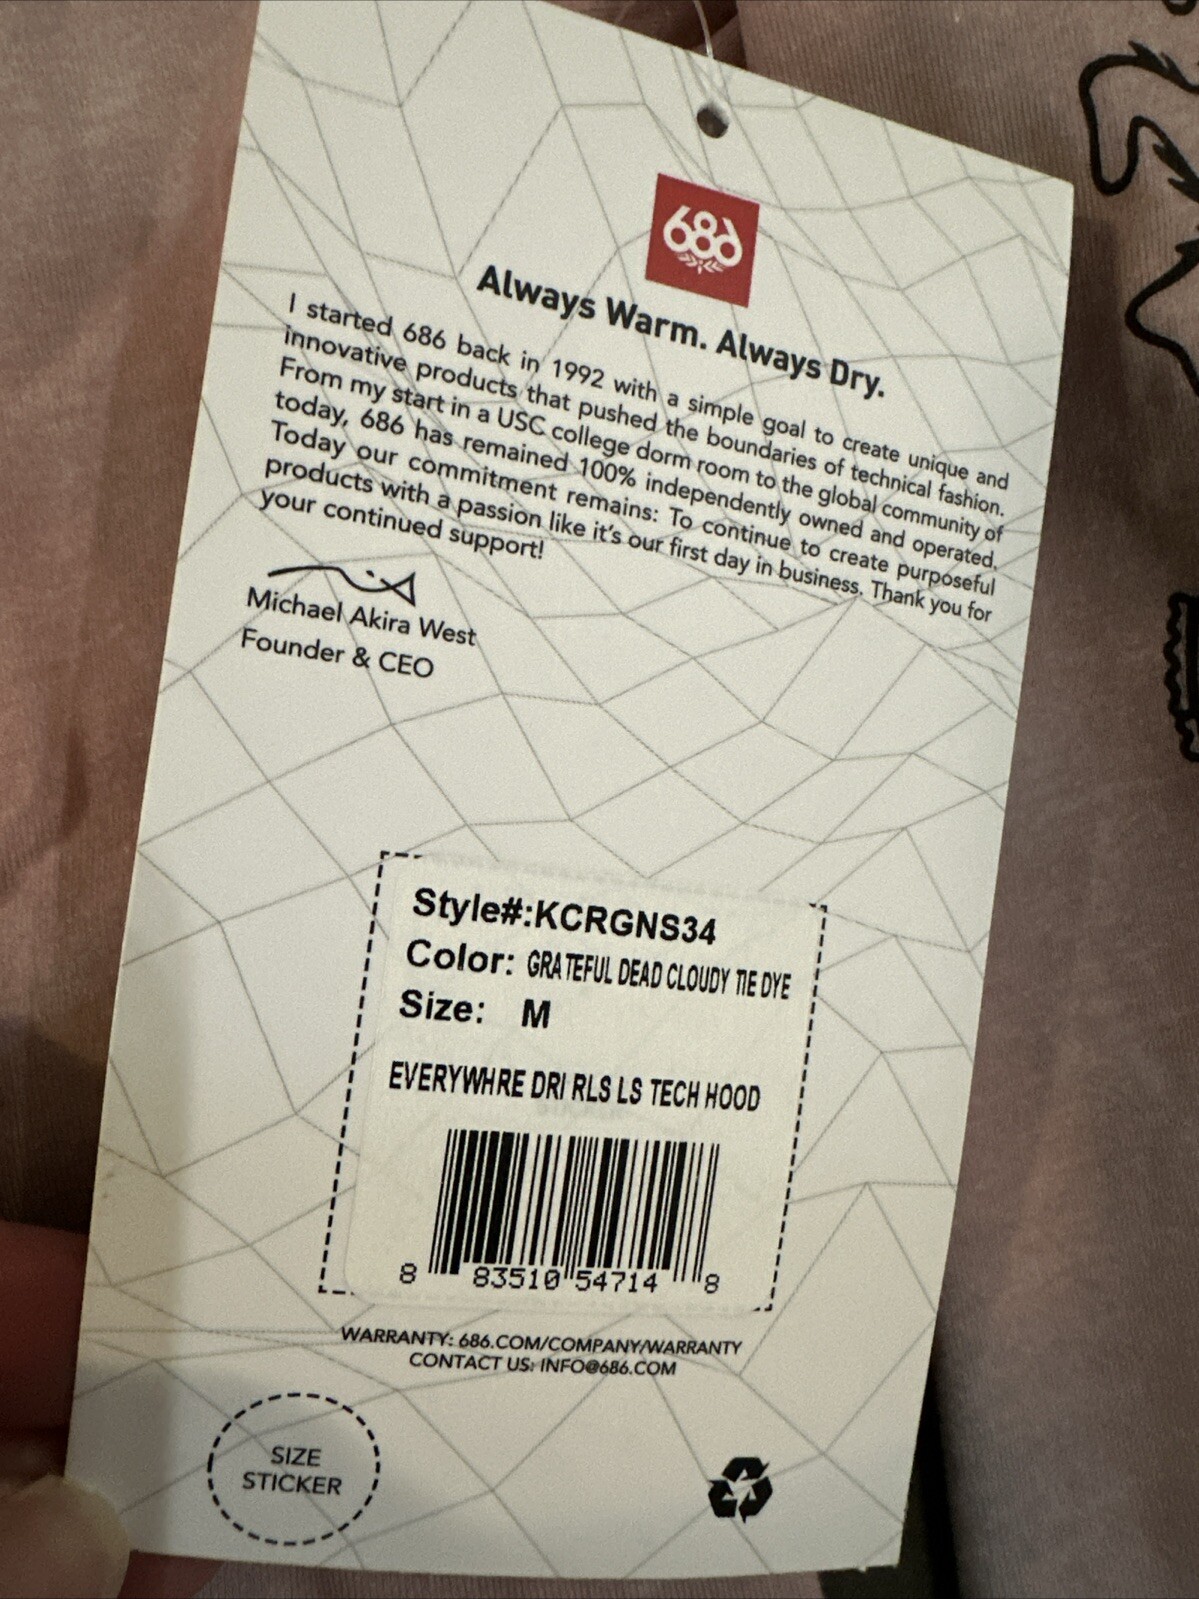 686
Always Warm. Always Dry.
I started 686 back in 1992 with a simple goal to create unique and
innovative products that pushed the boundaries of technical fashion.
From my start in a USC college dorm room to the global community of
today, 686 has remained 100% independently owned and operated.
Today our commitment remains: To continue to create purposeful
products with a passion like it's our first day in business. Thank you for
your continued support!
Michael Akira West
Founder & CEO
Style#:KCRGNS34
Color: GRATEFUL DEAD CLOUDY TIE DYE
Size: M
EVERYWHRE DRI RLS LS TECH HOOD
8 83510 54714 8
WARRANTY: 686.COM/COMPANY/WARRANTY
CONTACT US: INFO@686.COM
SIZE
STICKER